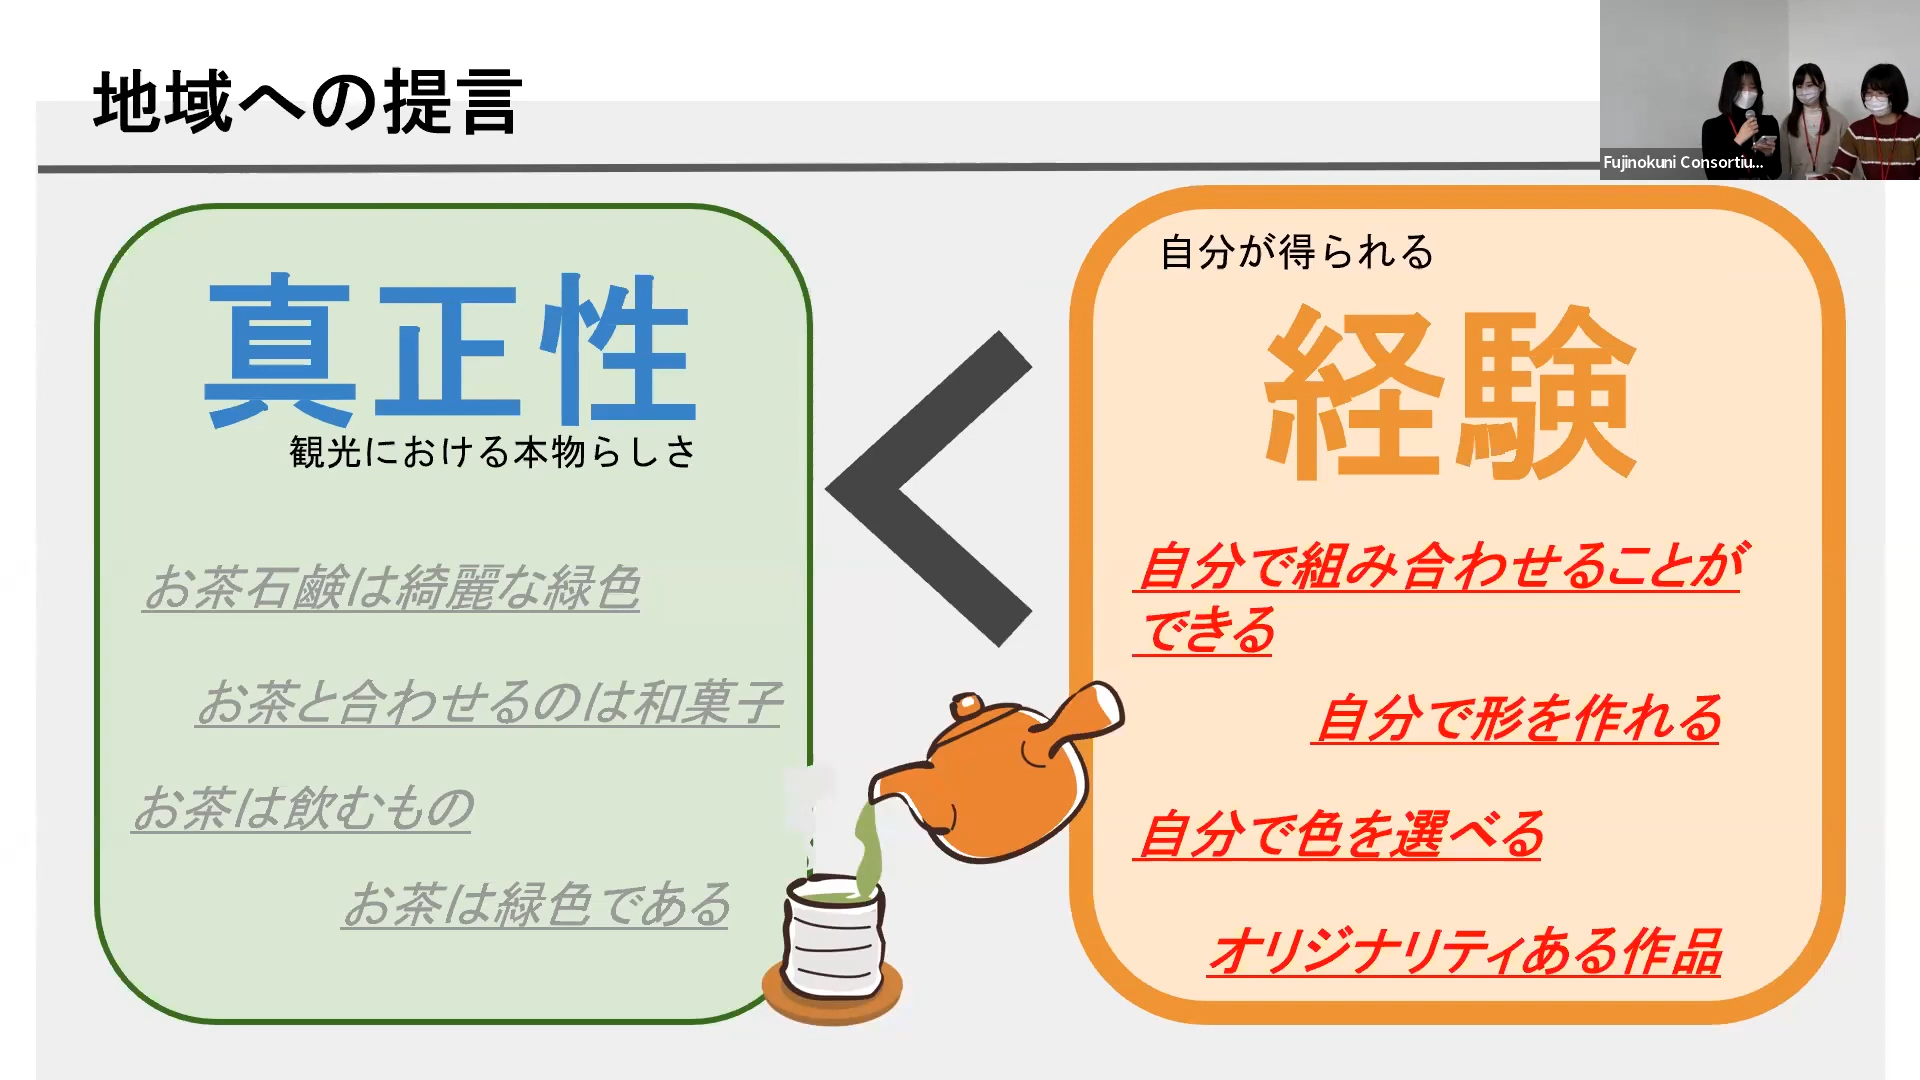 地域への提言
Fujinokuni Consortiu...
真正性
観光における本物らしさ
お茶石鹸は綺麗な緑色
お茶と合わせるのは和菓子
お茶は飲むもの
お茶は緑色である
自分が得られる
経験
自分で組み合わせることが
できる
自分で形を作れる
自分で色を選べる
オリジナリティある作品